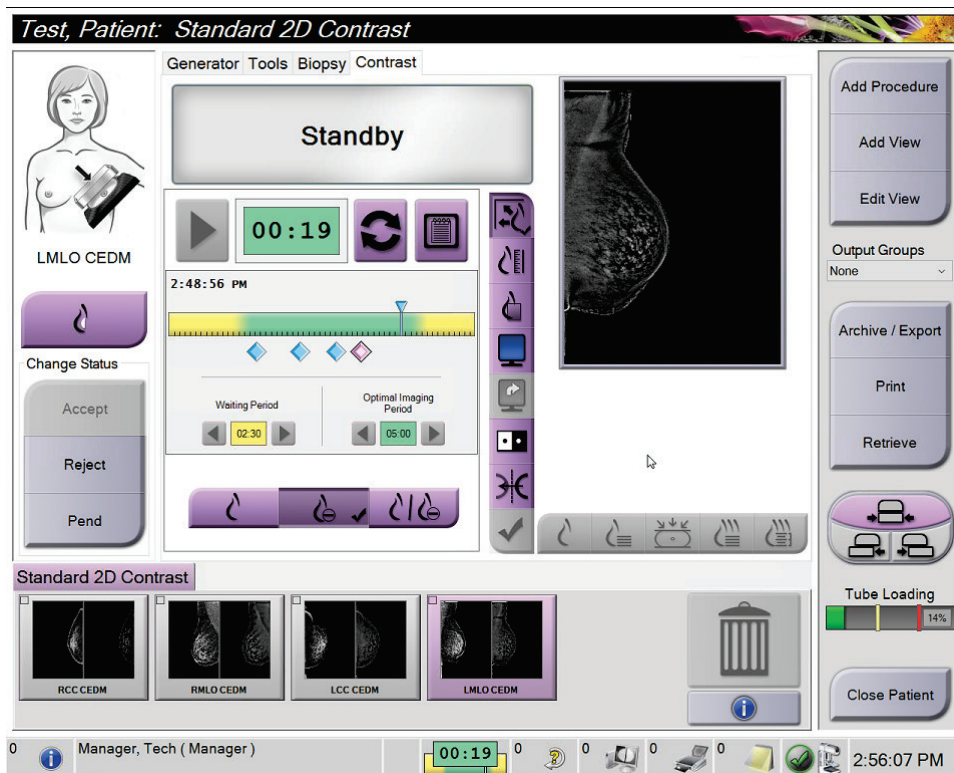 Test, Patient: Standard 2D Contrast
Generator Tools Biopsy Contrast
Standby
00:19
2:48:56 PM
Waiting Period
Optimal Imaging
Period
02:30
05:00
LMLO CEDM
Change Status
Accept
Reject
Pend
Add Procedure
Add View
Edit View
Output Groups
None
Archive / Export
Print
Retrieve
Tube Loading
14%
Close Patient
Standard 2D Contrast
RCC CEDM
RMLO CEDM
LCC CEDM
LMLO CEDM
0
Manager, Tech ( Manager )
00:19
0
0
0
0
2:56:07 PM